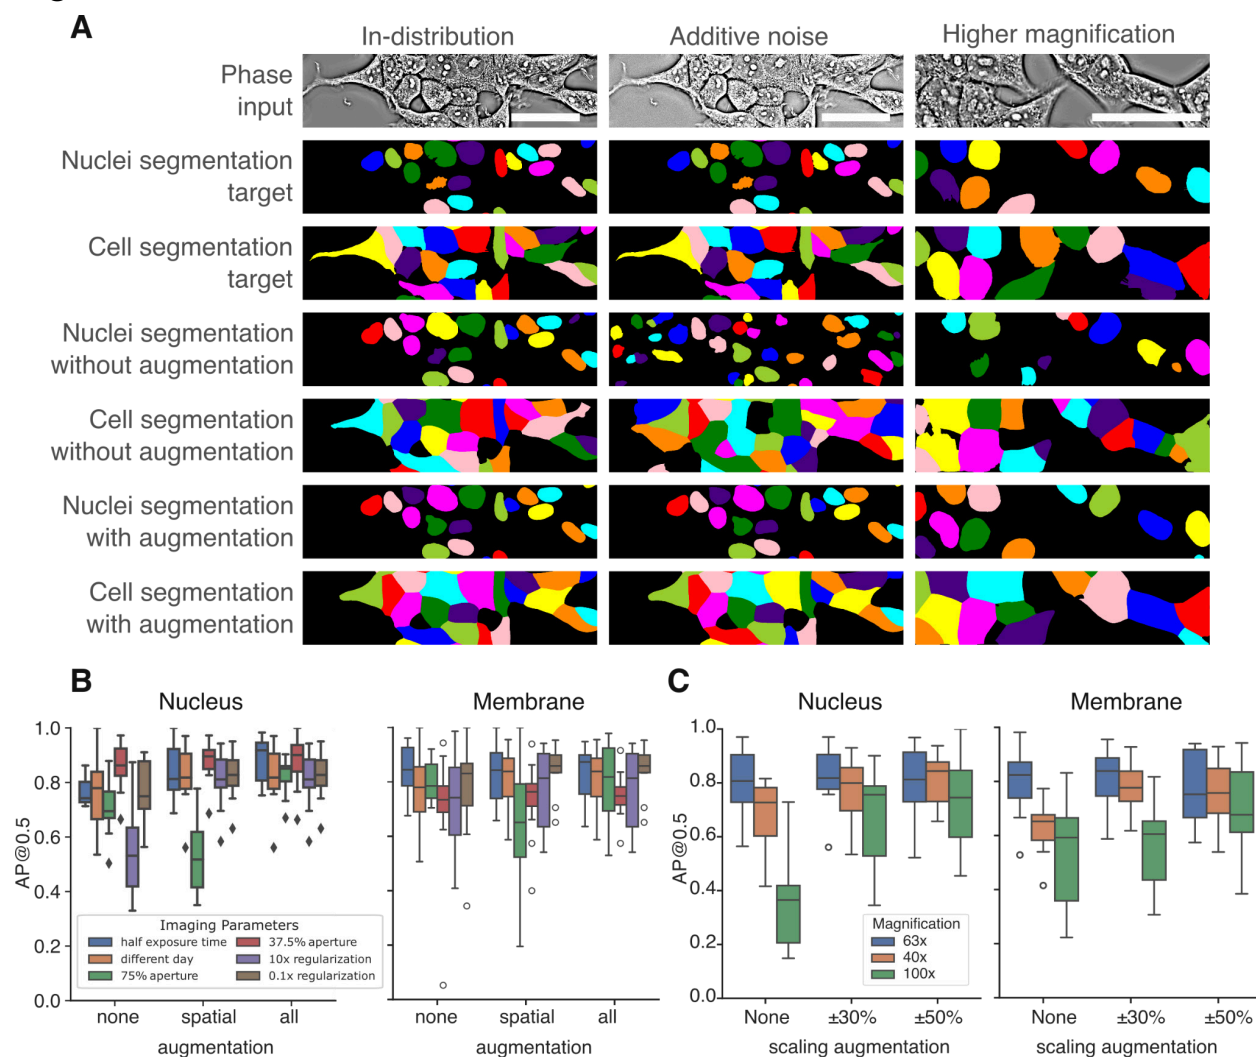 A
In-distribution
Additive noise
Higher magnification
Phase
input
Nuclei segmentation
target
Cell segmentation
target
Nuclei segmentation
without augmentation
Cell segmentation
without augmentation
Nuclei segmentation
with augmentation
Cell segmentation
with augmentation
B
Nucleus
Membrane
AP@0.5
1.0
0.8
0.6
0.4
0.2
0.0
Imaging Parameters
half exposure time
different day
75% aperture
37.5% aperture
10x regularization
0.1x regularization
none
spatial
all
augmentation
none
spatial
all
augmentation
C
Nucleus
Membrane
AP@0.5
1.0
0.8
0.6
0.4
0.2
0.0
Magnification
63x
40x
100x
None
±30%
±50%
scaling augmentation
None
±30%
±50%
scaling augmentation